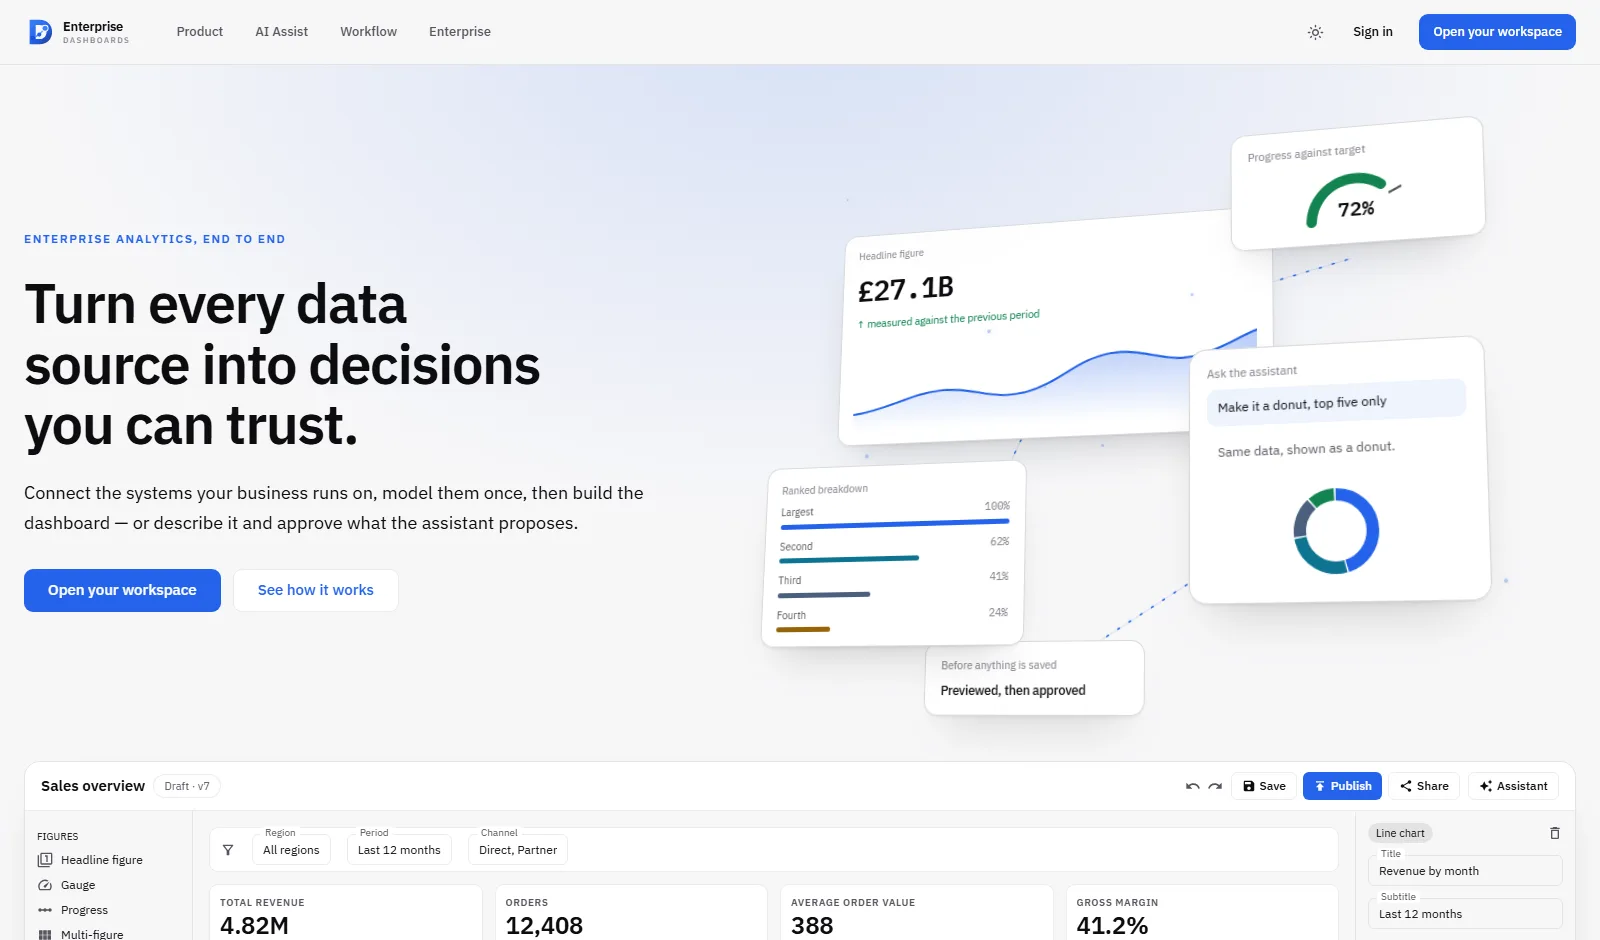 Enterprise
DASHBOARDS
Product
AI Assist
Workflow
Enterprise
Sign in
Open your workspace
ENTERPRISE ANALYTICS, END TO END
Turn every data
source into decisions
you can trust.
Connect the systems your business runs on, model them once, then build the
dashboard — or describe it and approve what the assistant proposes.
Open your workspace
See how it works
Progress against target
72%
Headline figure
£27.1B
↑ measured against the previous period
Ask the assistant
Make it a donut, top five only
Same data, shown as a donut.
Ranked breakdown
Largest 100%
Second 62%
Third 41%
Fourth 24%
Before anything is saved
Previewed, then approved
Sales overview
Draft · v7
Save
Publish
Share
Assistant
FIGURES
1 Headline figure
Gauge
Progress
Multi-figure
Region
All regions
Period
Last 12 months
Channel
Direct, Partner
TOTAL REVENUE
4.82M
ORDERS
12,408
AVERAGE ORDER VALUE
388
GROSS MARGIN
41.2%
Line chart
Title
Revenue by month
Subtitle
Last 12 months